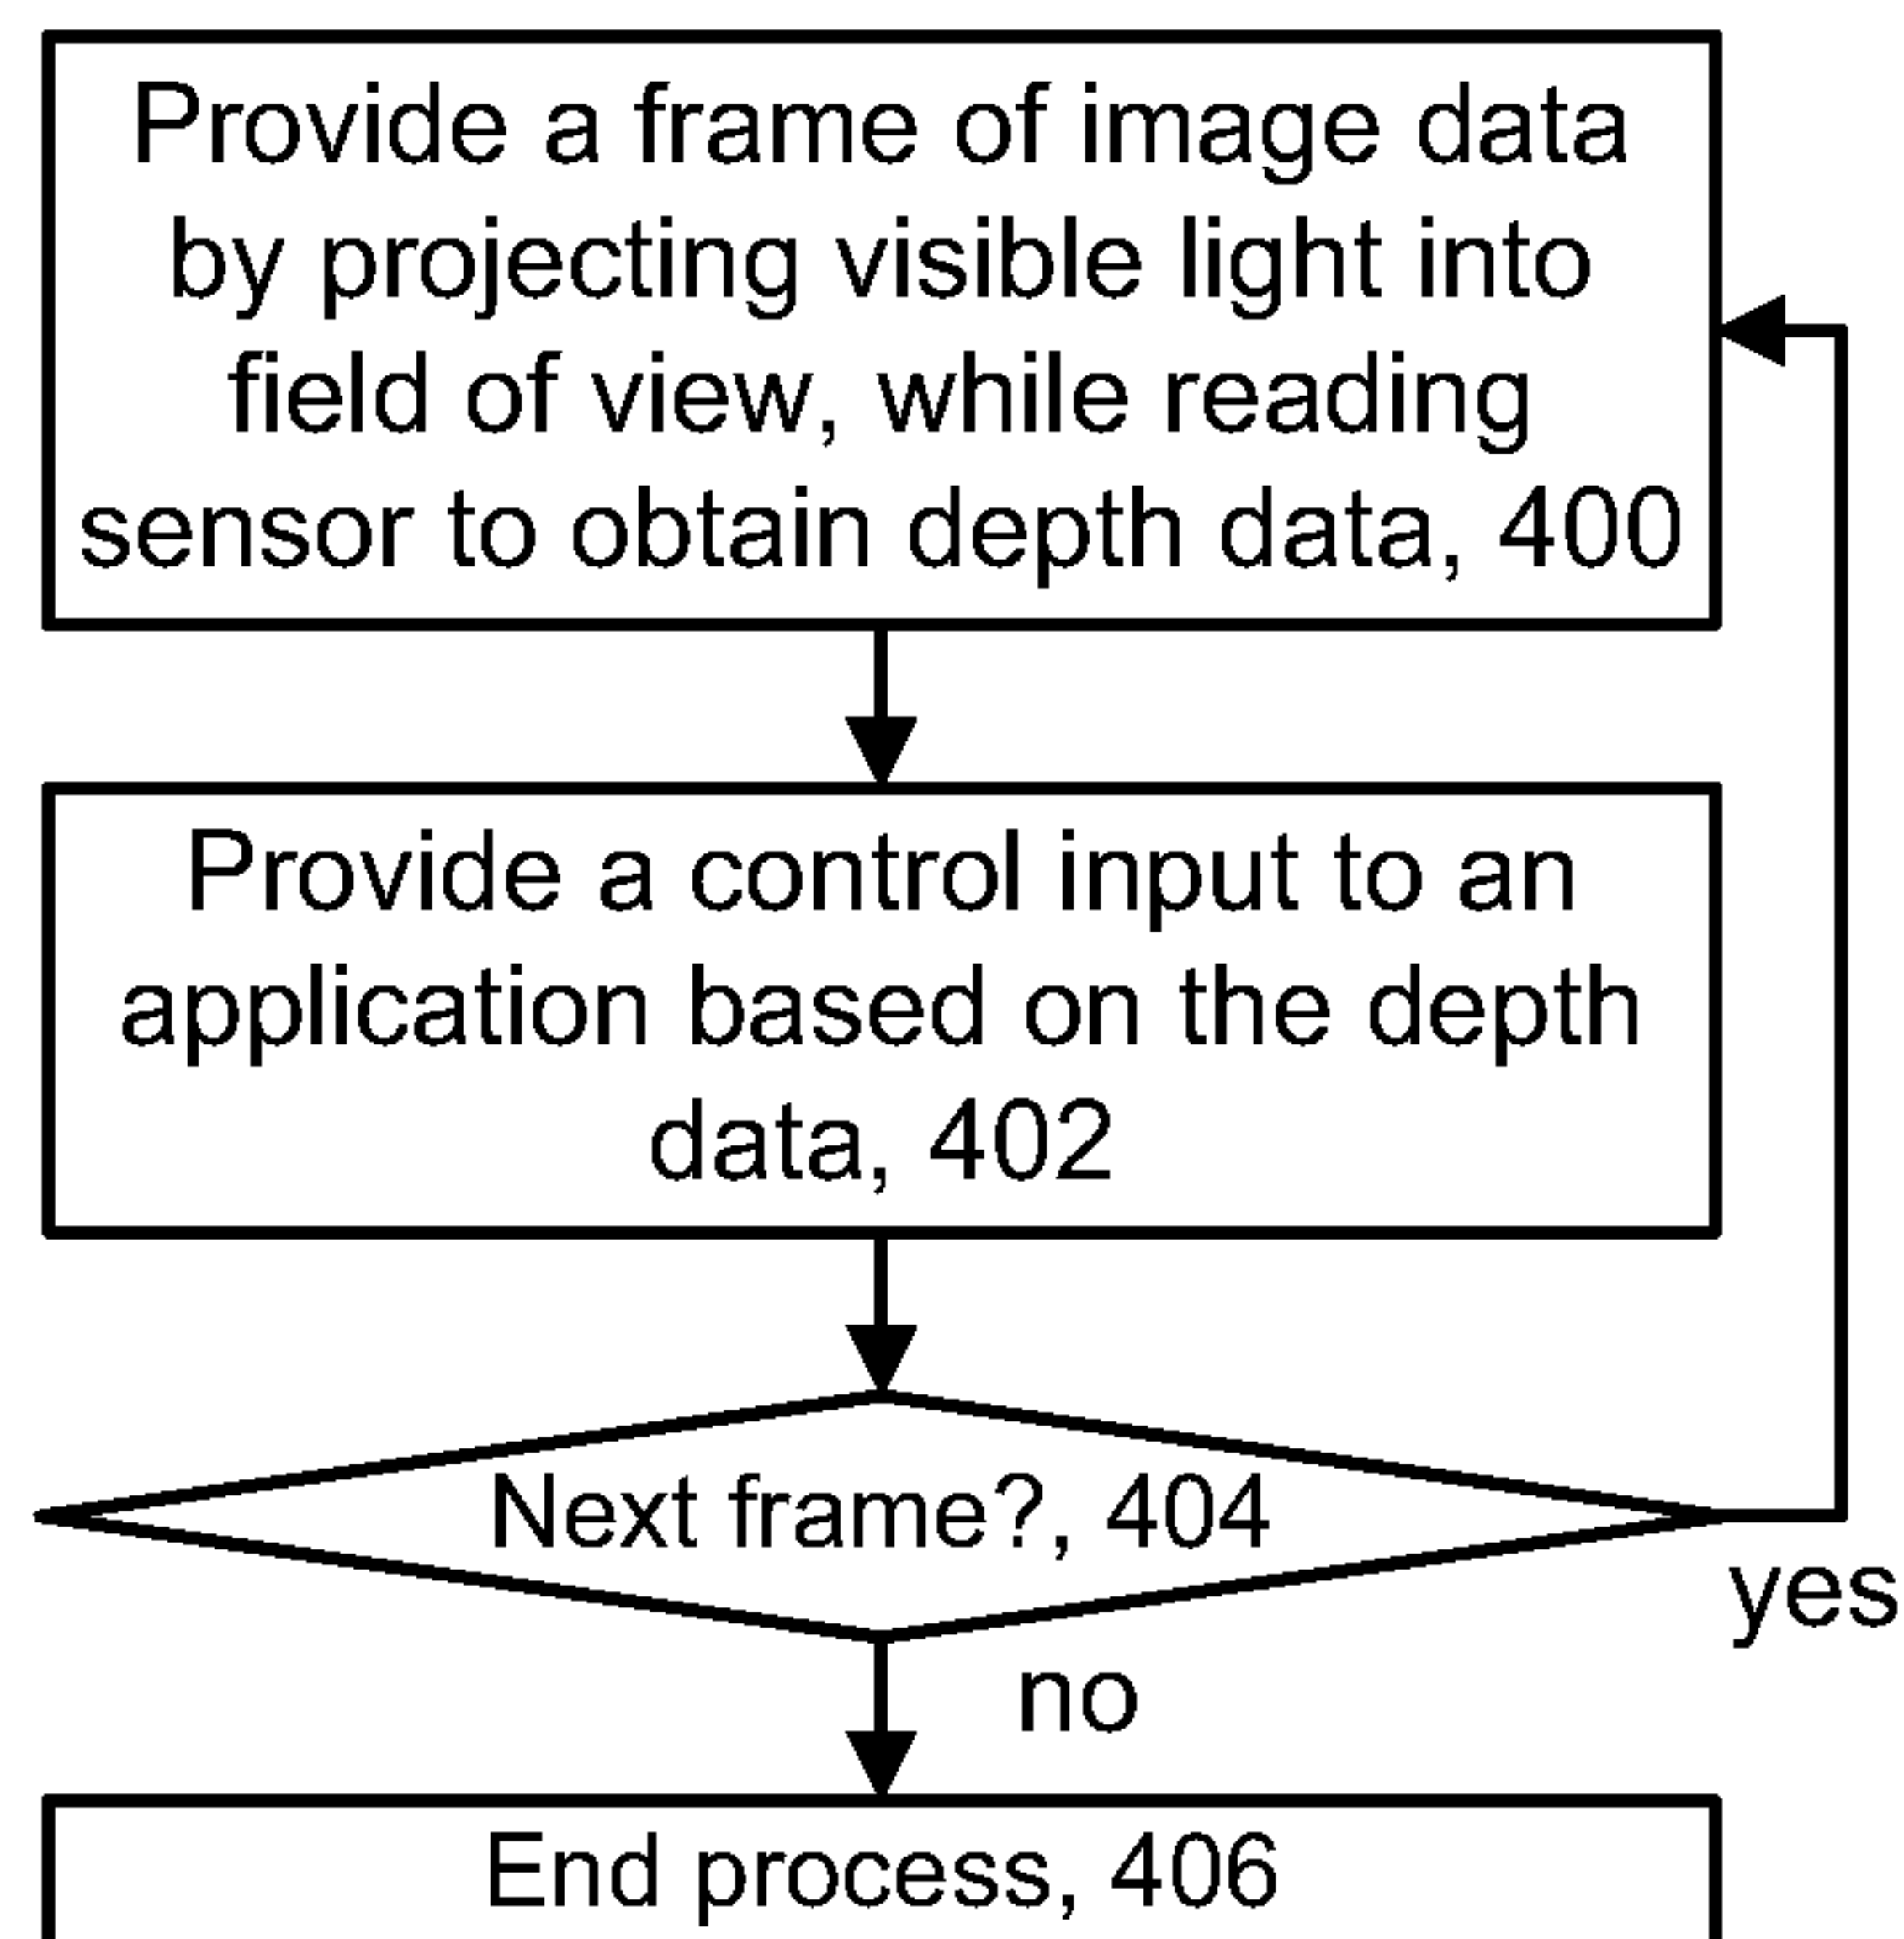 Provide a frame of image data
by projecting visible light into
field of view, while reading
sensor to obtain depth data, 400
Provide a control input to an
application based on the depth
data, 402
Next frame?, 404
yes
no
End process, 406